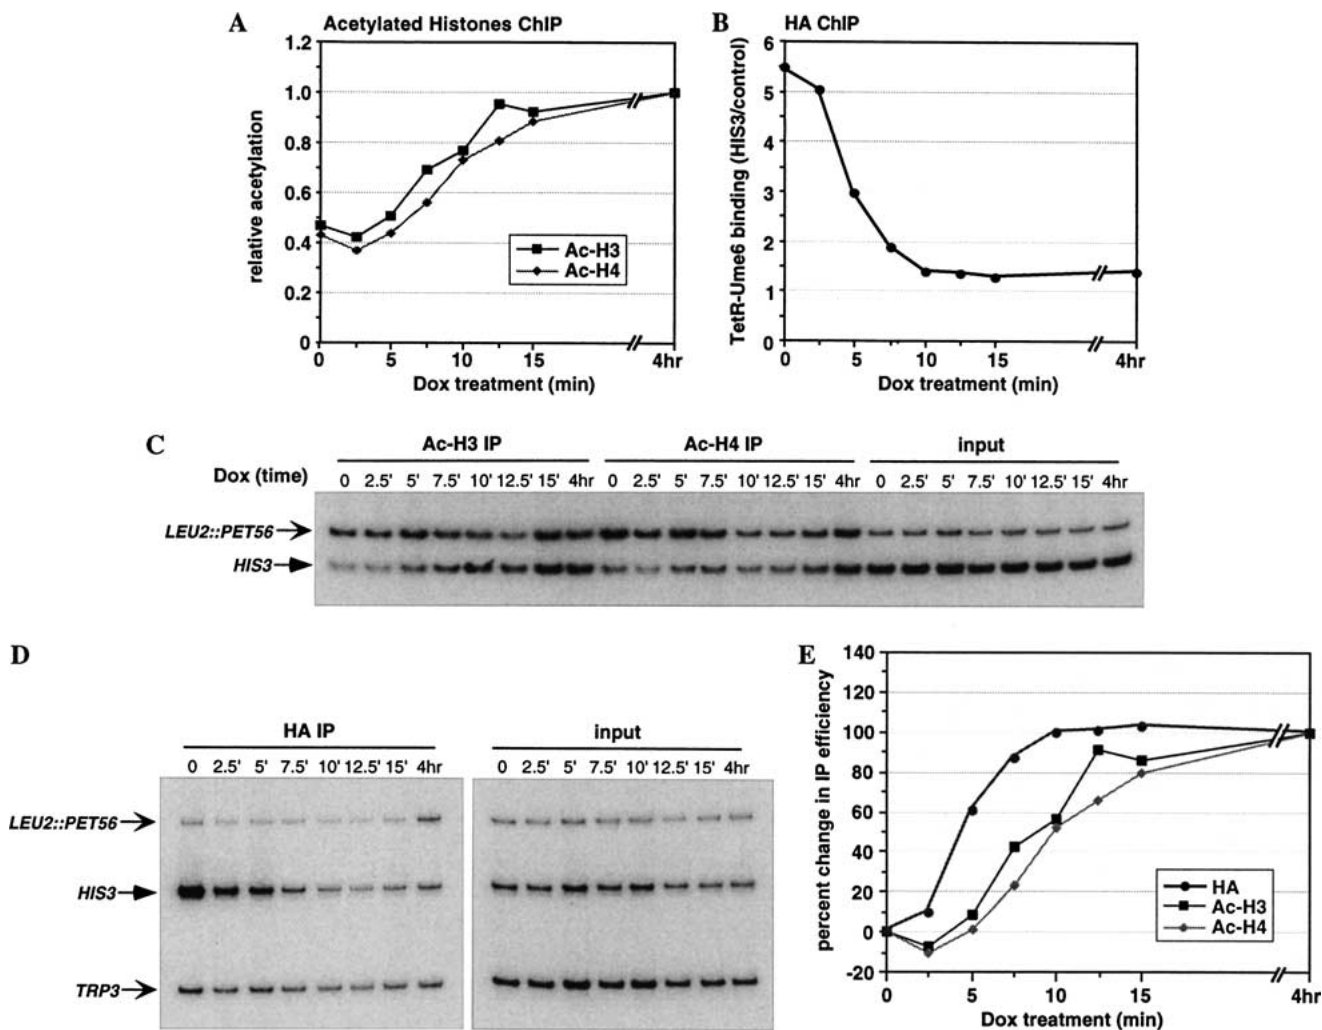 A
Acetylated Histones ChIP
1.2
1.0
0.8
0.6
0.4
0.2
0
relative acetylation
Ac-H3
Ac-H4
0 5 10 15 4hr
Dox treatment (min)
B
HA ChIP
6
5
4
3
2
1
0
TetR-Ume6 binding (HIS3/control)
0 5 10 15 4hr
Dox treatment (min)
C
Ac-H3 IP Ac-H4 IP input
Dox (time) 0 2.5' 5' 7.5' 10' 12.5' 15' 4hr 0 2.5' 5' 7.5' 10' 12.5' 15' 4hr 0 2.5' 5' 7.5' 10' 12.5' 15' 4hr
LEU2::PET56
HIS3
D
HA IP input
0 2.5' 5' 7.5' 10' 12.5' 15' 4hr 0 2.5' 5' 7.5' 10' 12.5' 15' 4hr
LEU2::PET56
HIS3
TRP3
E
140
120
100
80
60
40
20
0
-20
percent change in IP efficiency
HA
Ac-H3
Ac-H4
0 5 10 15 4hr
Dox treatment (min)